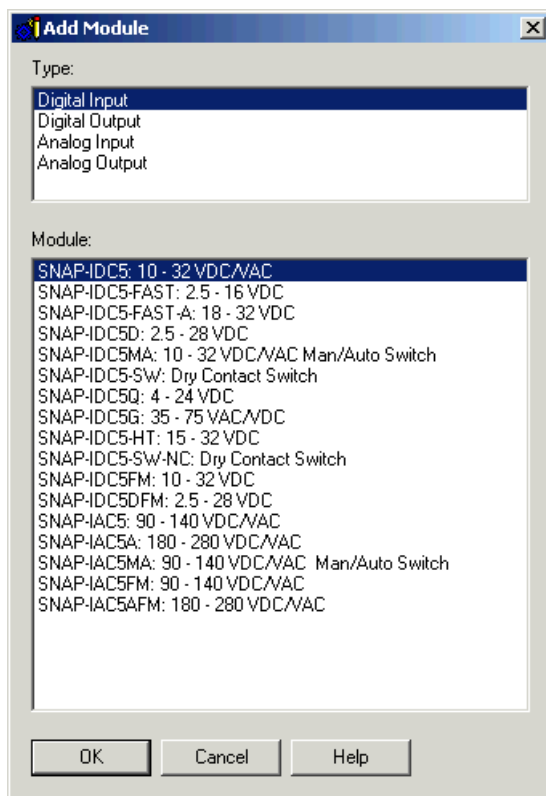 Add Module
Type:
Digital Input
Digital Output
Analog Input
Analog Output
Module:
SNAP-IDC5: 10 - 32 VDC/VAC
SNAP-IDC5-FAST: 2.5 - 16 VDC
SNAP-IDC5-FAST-A: 18 - 32 VDC
SNAP-IDC5D: 2.5 - 28 VDC
SNAP-IDC5MA: 10 - 32 VDC/VAC Man/Auto Switch
SNAP-IDC5-SW: Dry Contact Switch
SNAP-IDC5Q: 4 - 24 VDC
SNAP-IDC5G: 35 - 75 VAC/VDC
SNAP-IDC5-HT: 15 - 32 VDC
SNAP-IDC5-SW-NC: Dry Contact Switch
SNAP-IDC5FM: 10 - 32 VDC
SNAP-IDC5DFM: 2.5 - 28 VDC
SNAP-IAC5: 90 - 140 VDC/VAC
SNAP-IAC5A: 180 - 280 VDC/VAC
SNAP-IAC5MA: 90 - 140 VDC/VAC  Man/Auto Switch
SNAP-IAC5FM: 90 - 140 VDC/VAC
SNAP-IAC5AFM: 180 - 280 VDC/VAC
OK Cancel Help